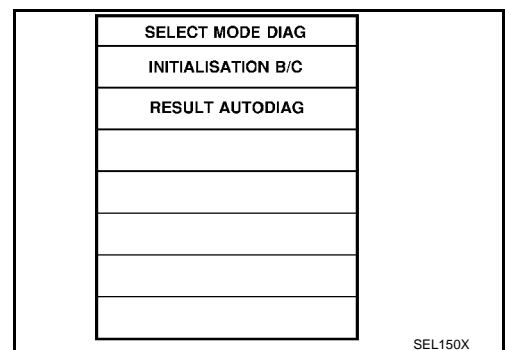 SELECT MODE DIAG
INITIALISATION B/C
RESULT AUTODIAG
SEL150X